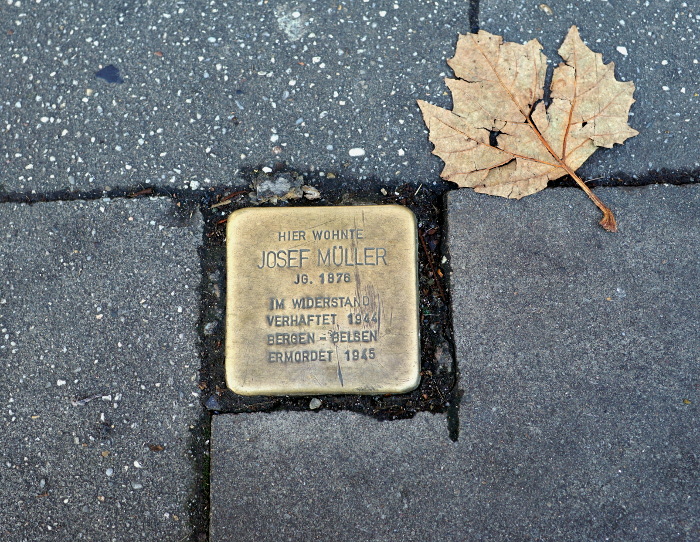 HIER WOHNTE
JOSEF MÜLLER
JG. 1876
IM WIDERSTAND
VERHAFTET 1944
BERGEN-BELSEN
ERMORDET 1945